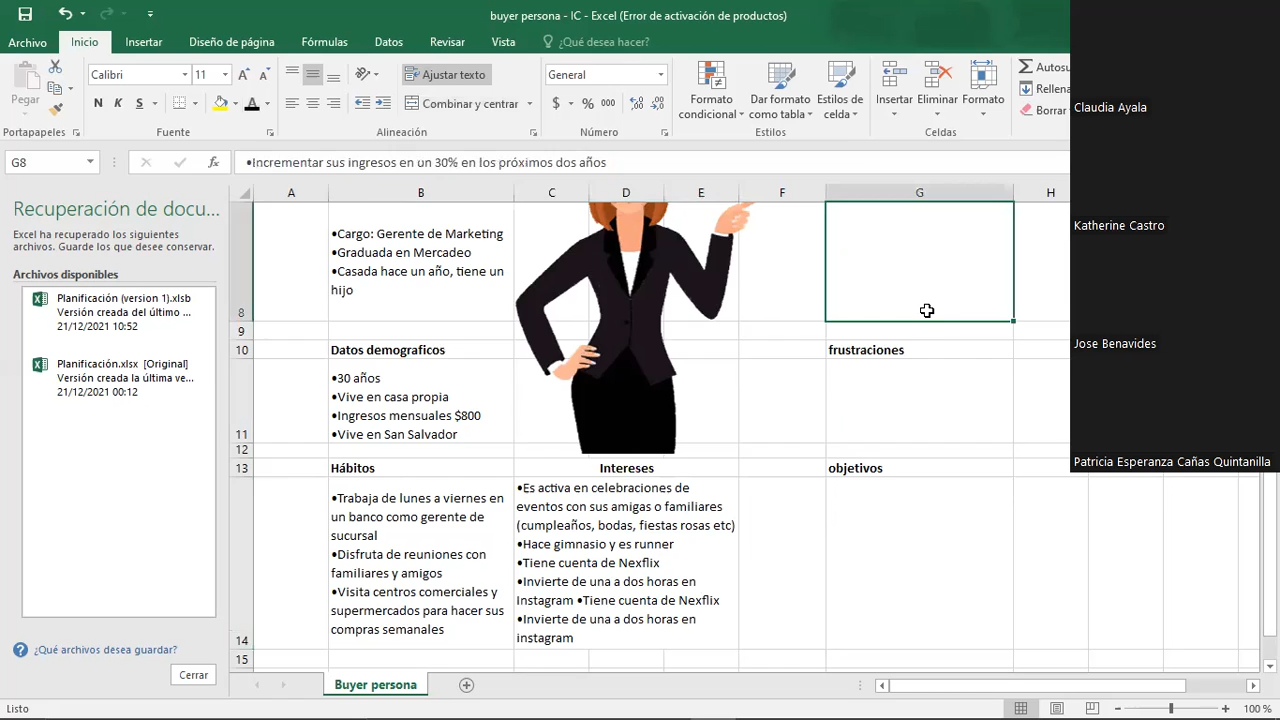 buyer persona - IC - Excel (Error de activación de productos)
Archivo Inicio Insertar Diseño de página Fórmulas Datos Revisar Vista ¿Qué desea hacer?
Pegar
Calibri 11
N K S
Ajustar texto
Combinar y centrar
General
$ % 000
Formato condicional
Dar formato como tabla
Estilos de celda
Insertar Eliminar Formato
Autosu
Rellena
Borrar
Portapapeles Fuente Alineación Número Estilos Celdas
G8 fx •Incrementar sus ingresos en un 30% en los próximos dos años
A B C D E F G H
Recuperación de docu...
Excel ha recuperado los siguientes
archivos. Guarde los que desee conservar.
Archivos disponibles
Planificación (version 1).xlsb
Versión creada del último ...
21/12/2021 10:52
Planificación.xlsx [Original]
Versión creada la última ve...
21/12/2021 00:12
¿Qué archivos desea guardar?
Cerrar
•Cargo: Gerente de Marketing
•Graduada en Mercadeo
•Casada hace un año, tiene un
hijo
8
9
10 Datos demograficos frustraciones
•30 años
•Vive en casa propia
•Ingresos mensuales $800
•Vive en San Salvador
11
12
13 Hábitos Intereses objetivos
•Trabaja de lunes a viernes en
un banco como gerente de
sucursal
•Disfruta de reuniones con
familiares y amigos
•Visita centros comerciales y
supermercados para hacer sus
compras semanales
•Es activa en celebraciones de
eventos con sus amigas o familiares
(cumpleaños, bodas, fiestas rosas etc)
•Hace gimnasio y es runner
•Tiene cuenta de Nexflix
•Invierte de una a dos horas en
Instagram •Tiene cuenta de Nexflix
•Invierte de una a dos horas en
instagram
14
15
Buyer persona
Listo
100 %
Claudia Ayala
Katherine Castro
Jose Benavides
Patricia Esperanza Cañas Quintanilla